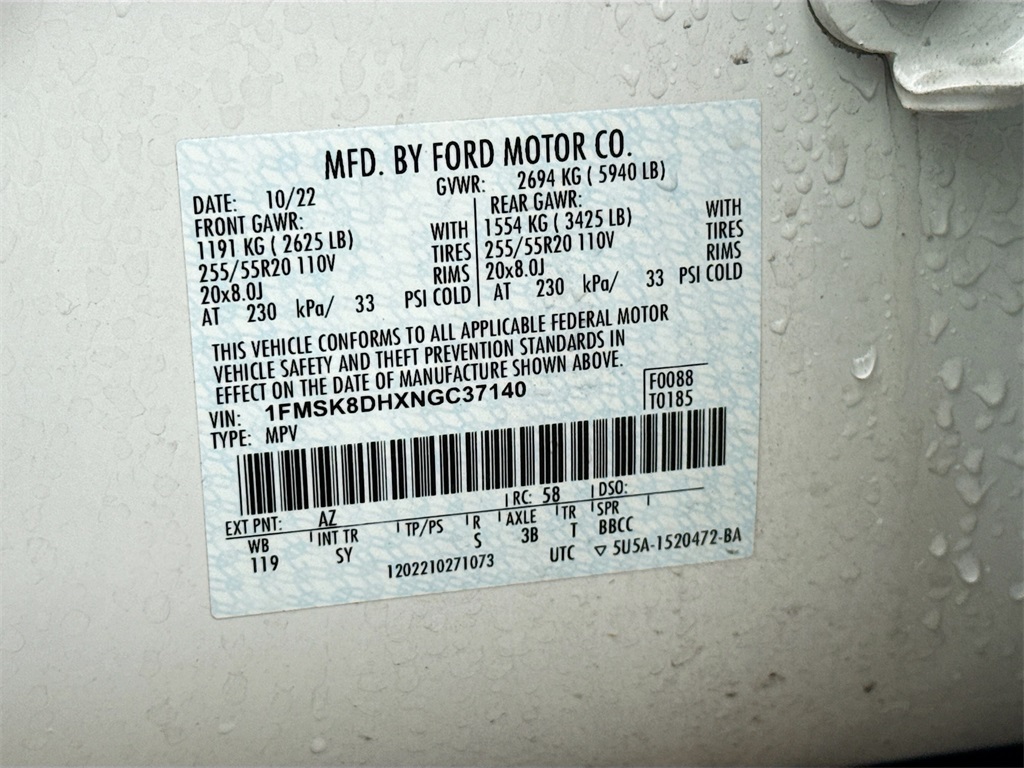 MFD. BY FORD MOTOR CO.
DATE: 10/22 GVWR: 2694 KG ( 5940 LB)
FRONT GAWR: REAR GAWR:
1191 KG ( 2625 LB) WITH 1554 KG ( 3425 LB) WITH
255/55R20 110V TIRES 255/55R20 110V TIRES
20x8.0J RIMS 20x8.0J RIMS
AT 230 kPa/ 33 PSI COLD AT 230 kPa/ 33 PSI COLD
THIS VEHICLE CONFORMS TO ALL APPLICABLE FEDERAL MOTOR
VEHICLE SAFETY AND THEFT PREVENTION STANDARDS IN
EFFECT ON THE DATE OF MANUFACTURE SHOWN ABOVE.
VIN: 1FMSK8DHXNGC37140 F0088
TYPE: MPV T0185
EXT PNT: AZ RC: 58 DSO:
WB INT TR TP/PS R AXLE TR SPR
119 SY S 3B T BBCC
1202210271073 UTC ▽ 5U5A-1520472-BA